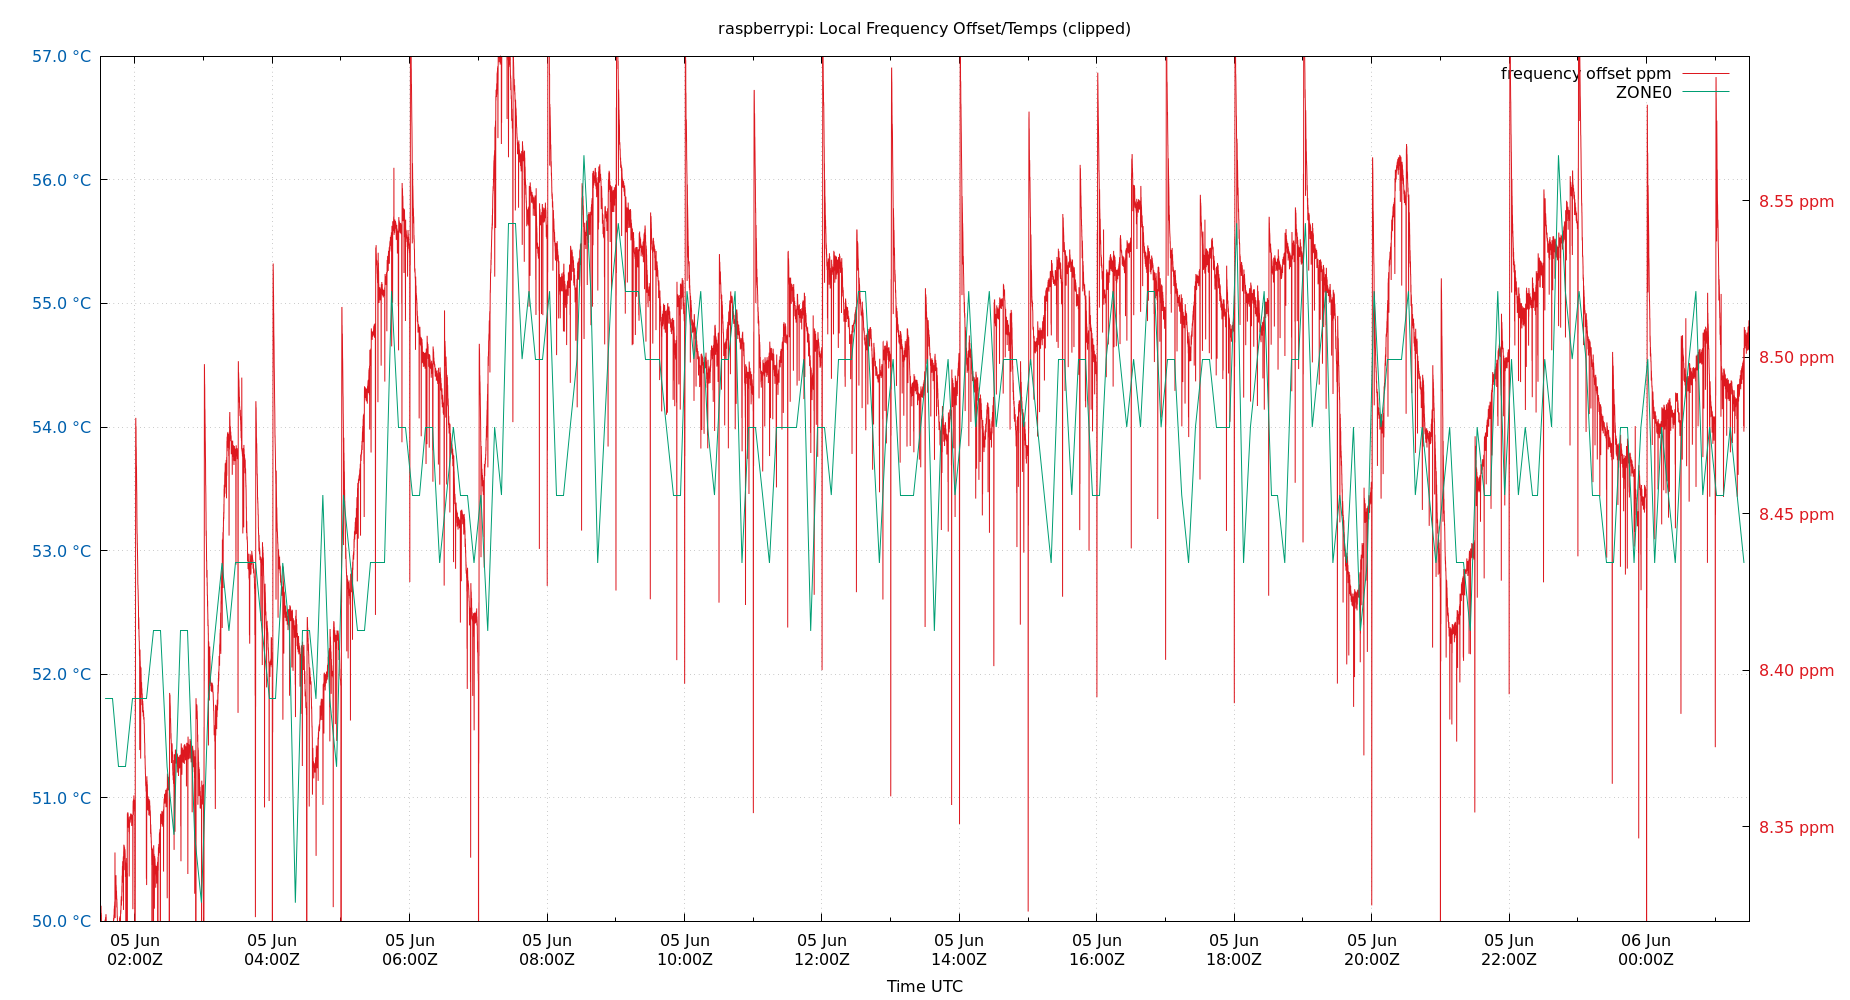 raspberrypi: Local Frequency Offset/Temps (clipped)
57.0 °C
56.0 °C
55.0 °C
54.0 °C
53.0 °C
52.0 °C
51.0 °C
50.0 °C
frequency offset ppm
ZONE0
8.55 ppm
8.50 ppm
8.45 ppm
8.40 ppm
8.35 ppm
05 Jun 05 Jun 05 Jun 05 Jun 05 Jun 05 Jun 05 Jun 05 Jun 05 Jun 05 Jun 05 Jun 06 Jun
02:00Z 04:00Z 06:00Z 08:00Z 10:00Z 12:00Z 14:00Z 16:00Z 18:00Z 20:00Z 22:00Z 00:00Z
Time UTC